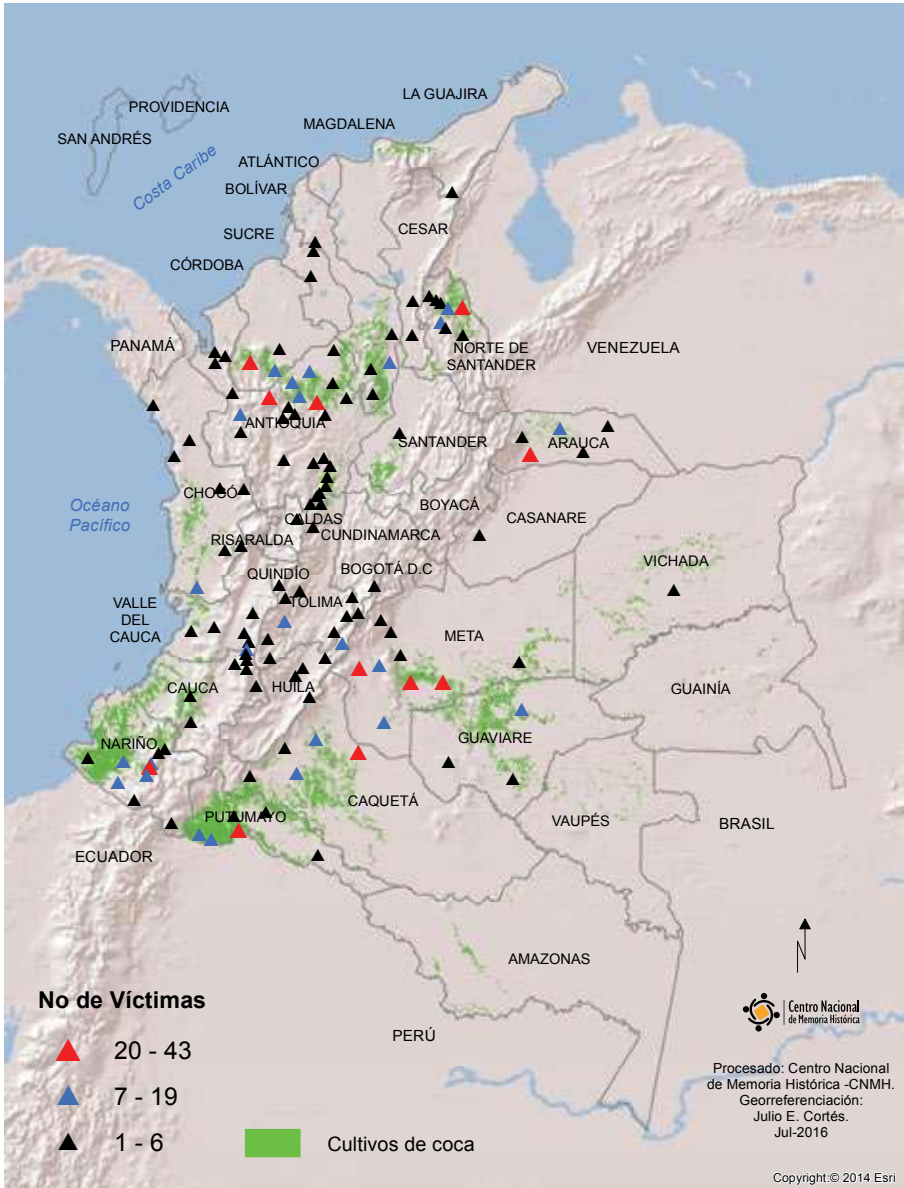 LA GUAJIRA
PROVIDENCIA
MAGDALENA
SAN ANDRÉS
ATLÁNTICO
Costa Caribe
BOLÍVAR
CESAR
SUCRE
CÓRDOBA
PANAMÁ
NORTE DE
SANTANDER
VENEZUELA
ANTIOQUIA
SANTANDER
ARAUCA
CHOCÓ
Océano
Pacífico
BOYACÁ
CASANARE
CALDAS
CUNDINAMARCA
RISARALDA
VICHADA
QUINDÍO
BOGOTÁ D.C
TOLIMA
VALLE
DEL
CAUCA
META
CAUCA
HUILA
GUAINÍA
NARIÑO
GUAVIARE
CAQUETÁ
PUTUMAYO
VAUPÉS
BRASIL
ECUADOR
AMAZONAS
N
No de Víctimas
PERÚ
Centro Nacional
de Memoria Histórica
20 - 43
7 - 19
1 - 6
Cultivos de coca
Procesado: Centro Nacional
de Memoria Histórica -CNMH.
Georreferenciación:
Julio E. Cortés.
Jul-2016
Copyright:© 2014 Esri